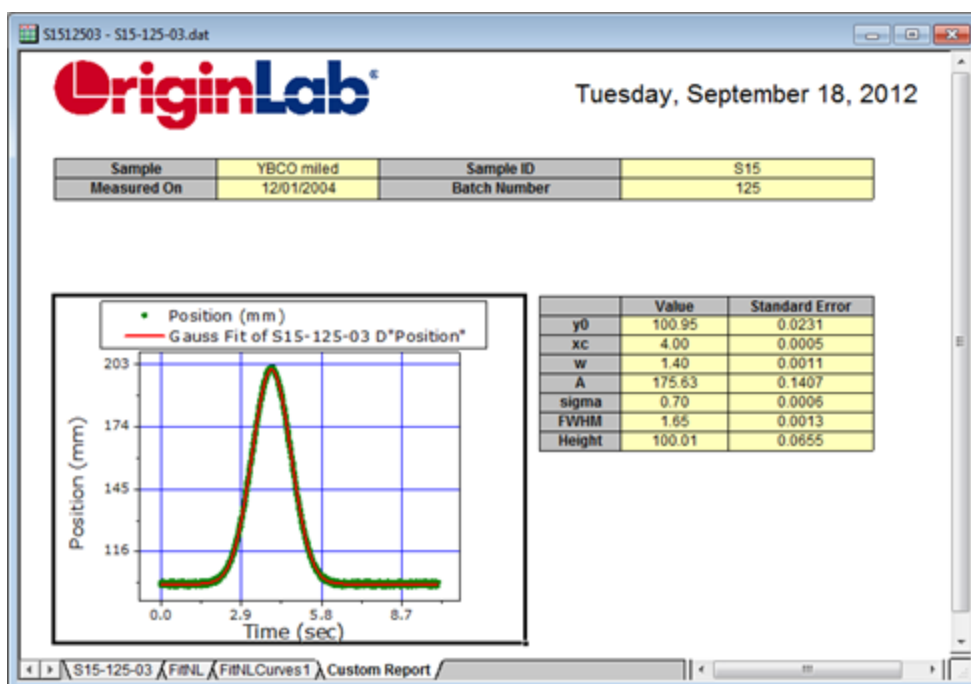 S1512503 - S15-125-03.dat
OriginLab®
Tuesday, September 18, 2012
Sample YBCO miled Sample ID S15
Measured On 12/01/2004 Batch Number 125
Position (mm)
Gauss Fit of S15-125-03 D"Position"
203
174
145
116
Position (mm)
0.0 2.9 5.8 8.7
Time (sec)
Value Standard Error
y0 100.95 0.0231
xc 4.00 0.0005
w 1.40 0.0011
A 175.63 0.1407
sigma 0.70 0.0006
FWHM 1.65 0.0013
Height 100.01 0.0655
S15-125-03 FitNL FitNLCurves1 Custom Report